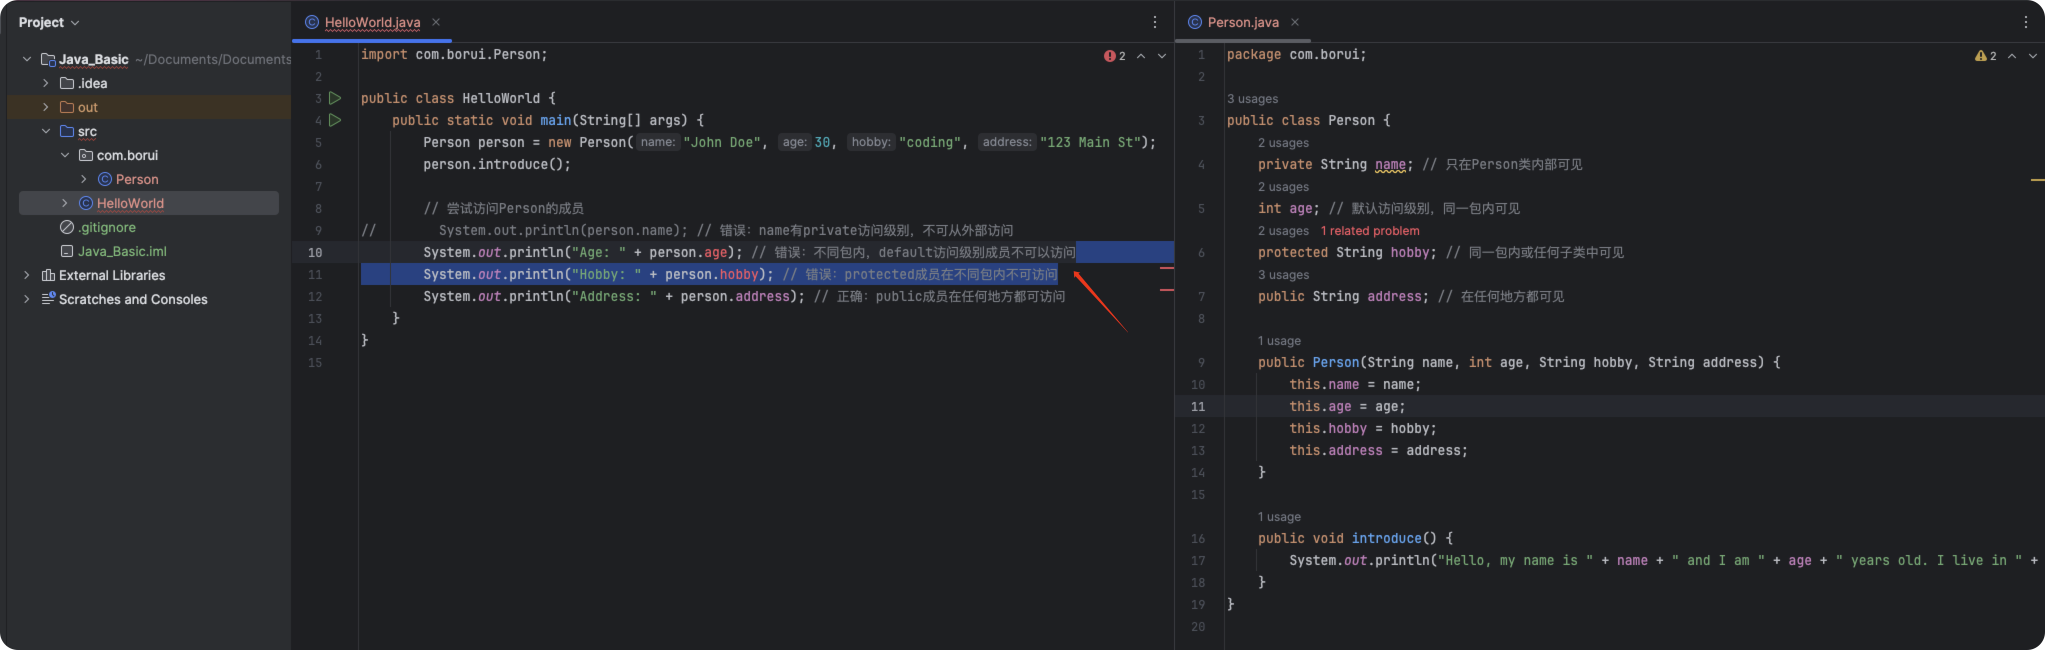 Project
Java_Basic ~/Documents/Documents
.idea
out
src
com.borui
Person
HelloWorld
.gitignore
Java_Basic.iml
External Libraries
Scratches and Consoles
HelloWorld.java
2
1 import com.borui.Person;
2
3 public class HelloWorld {
4 public static void main(String[] args) {
5 Person person = new Person( name: "John Doe", age: 30, hobby: "coding", address: "123 Main St");
6 person.introduce();
7
8 // 尝试访问Person的成员
9 // System.out.println(person.name); // 错误：name有private访问级别，不可从外部访问
10 System.out.println("Age: " + person.age); // 错误：不同包内，default访问级别成员不可以访问
11 System.out.println("Hobby: " + person.hobby); // 错误：protected成员在不同包内不可访问
12 System.out.println("Address: " + person.address); // 正确：public成员在任何地方都可访问
13 }
14 }
15
Person.java
2
1 package com.borui;
2
3 usages
3 public class Person {
2 usages
4 private String name; // 只在Person类内部可见
2 usages
5 int age; // 默认访问级别，同一包内可见
2 usages 1 related problem
6 protected String hobby; // 同一包内或任何子类中可见
3 usages
7 public String address; // 在任何地方都可见
8
1 usage
9 public Person(String name, int age, String hobby, String address) {
10 this.name = name;
11 this.age = age;
12 this.hobby = hobby;
13 this.address = address;
14 }
15
1 usage
16 public void introduce() {
17 System.out.println("Hello, my name is " + name + " and I am " + age + " years old. I live in " +
18 }
19 }
20